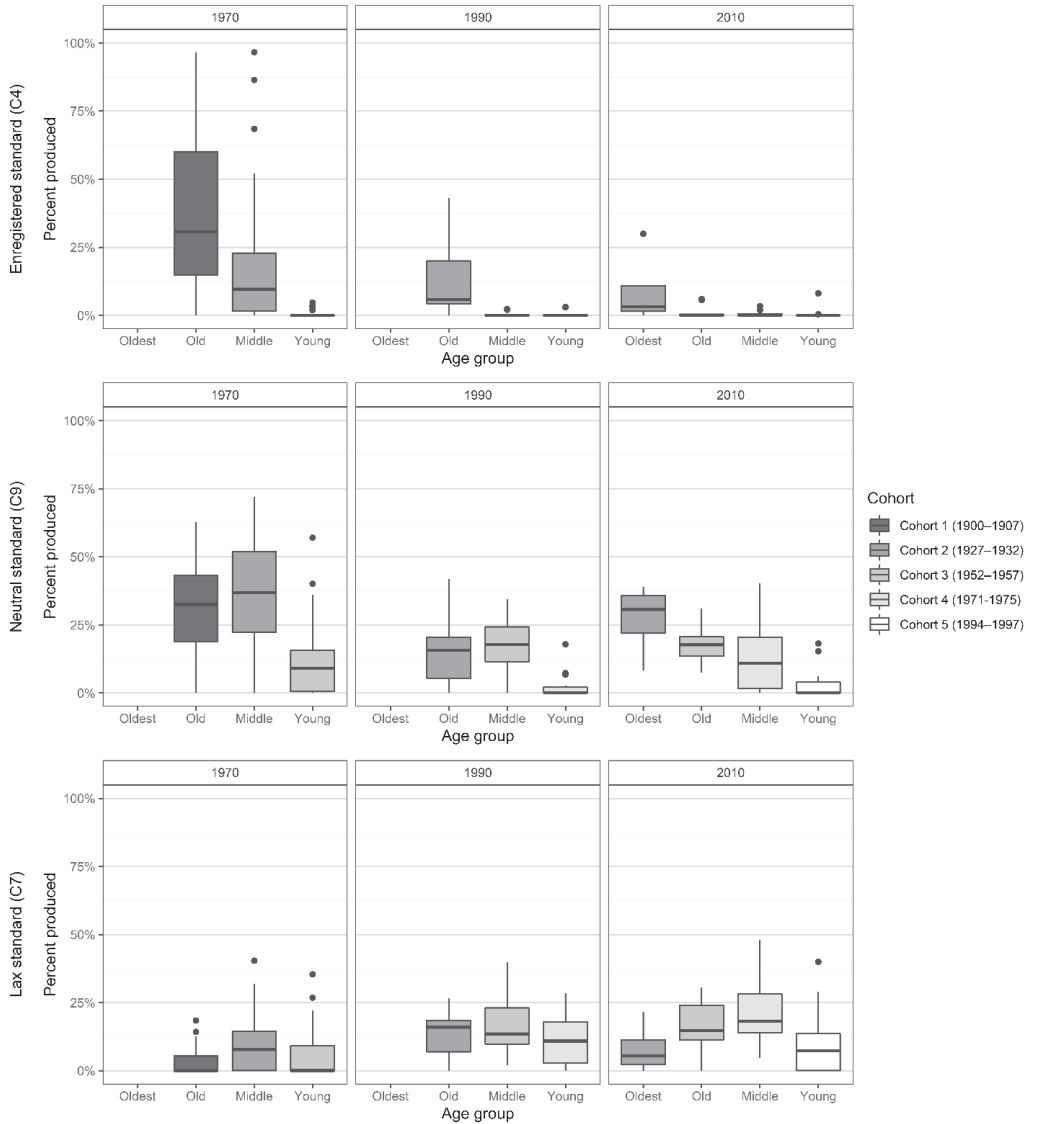 1970 1990 2010
Enregistered standard (C4)
Percent produced
100%
75%
50%
25%
0%
Oldest Old Middle Young Oldest Old Middle Young Oldest Old Middle Young
Age group
1970 1990 2010
Neutral standard (C9)
Percent produced
100%
75%
50%
25%
0%
Oldest Old Middle Young Oldest Old Middle Young Oldest Old Middle Young
Age group
Cohort
Cohort 1 (1900–1907)
Cohort 2 (1927–1932)
Cohort 3 (1952–1957)
Cohort 4 (1971-1975)
Cohort 5 (1994–1997)
1970 1990 2010
Lax standard (C7)
Percent produced
100%
75%
50%
25%
0%
Oldest Old Middle Young Oldest Old Middle Young Oldest Old Middle Young
Age group